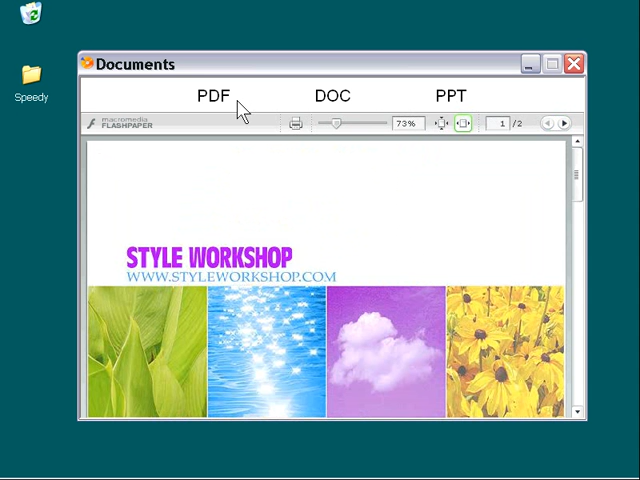 Documents
PDF DOC PPT
macromedia
FLASHPAPER
73% 1 /2
Speedy
STYLE WORKSHOP
WWW.STYLEWORKSHOP.COM